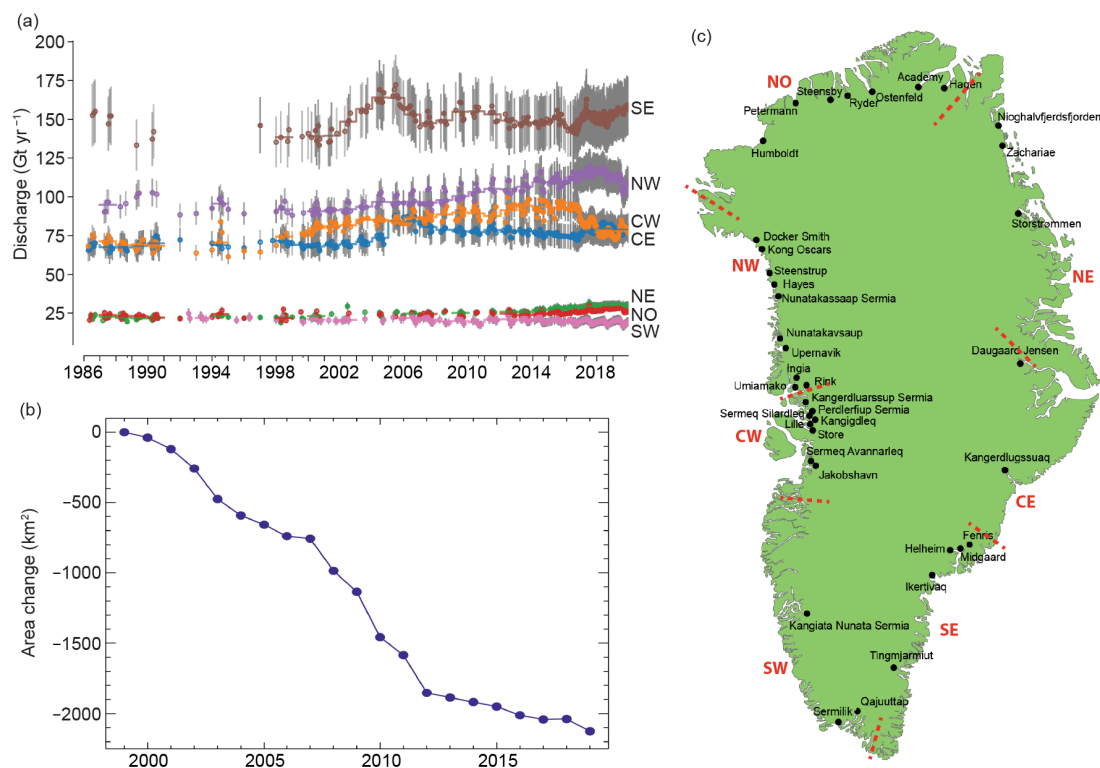 (a)
200
175
150
125
100
75
50
25
Discharge (Gt yr⁻¹)
SE
NW
CW
CE
NE
NO
SW
1986
1990
1994
1998
2002
2006
2010
2014
2018
(b)
0
−500
−1000
−1500
−2000
Area change (km²)
2000
2005
2010
2015
(c)
NO
Academy
Hagen
Steensby
Ostenfeld
Ryder
Petermann
Nioghalvfjerdsfjorden
Zachariae
Humboldt
Storstrømmen
Docker Smith
Kong Oscars
NW
NE
Steenstrup
Hayes
Nunatakassaap Sermia
Nunatakavsaup
Upernavik
Daugaard Jensen
Ingia
Umiamako
Rink
Kangerdluarssup Sermia
Perdlerfiup Sermia
Sermeq Silardleq
Kangigdleq
Lille
Store
CW
Sermeq Avannarleq
Jakobshavn
Kangerdlugssuaq
CE
Fenris
Helheim
Midgaard
Ikertivaq
Kangiata Nunata Sermia
SE
Tingmjarmiut
SW
Qajuuttap
Sermilik